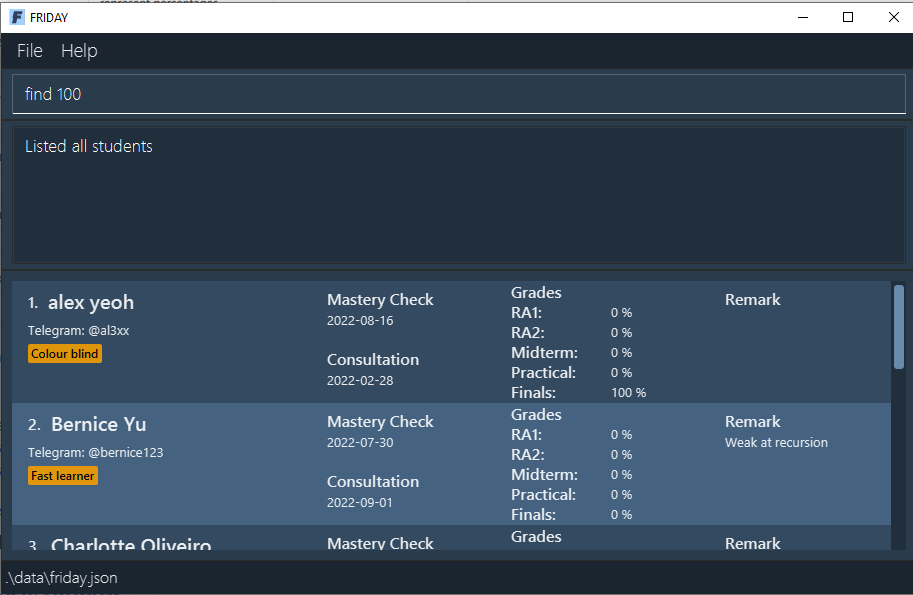 FRIDAY
File Help
find 100
Listed all students
1. alex yeoh
Telegram: @al3xx
Colour blind
Mastery Check
2022-08-16
Consultation
2022-02-28
Grades
RA1: 0 %
RA2: 0 %
Midterm: 0 %
Practical: 0 %
Finals: 100 %
Remark
2. Bernice Yu
Telegram: @bernice123
Fast learner
Mastery Check
2022-07-30
Consultation
2022-09-01
Grades
RA1: 0 %
RA2: 0 %
Midterm: 0 %
Practical: 0 %
Finals: 0 %
Remark
Weak at recursion
3. Charlotte Oliveiro
Mastery Check
Grades
Remark
.\data\friday.json